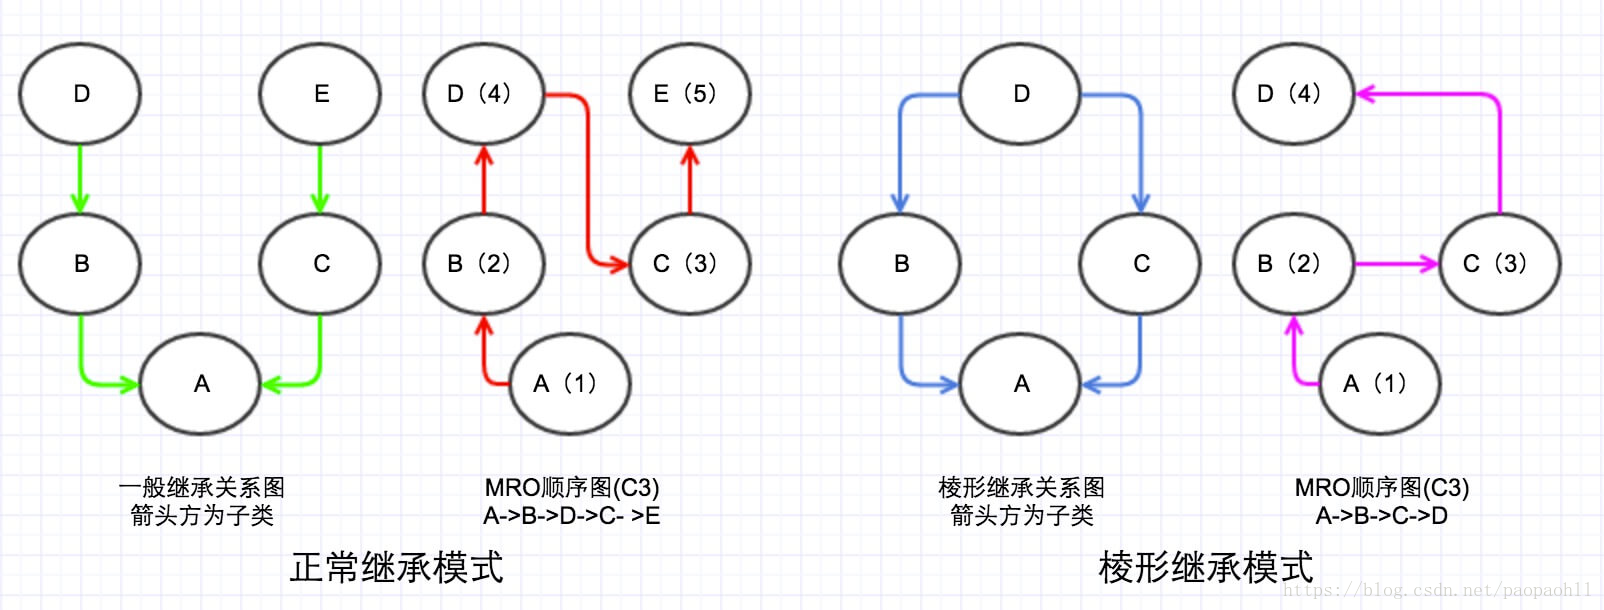 D
E
D（4）
E（5）
B
C
B（2）
C（3）
A
A（1）
一般继承关系图
箭头方为子类
MRO顺序图(C3)
A->B->D->C- >E
正常继承模式
D
D（4）
B
C
B（2）
C（3）
A
A（1）
棱形继承关系图
箭头方为子类
MRO顺序图(C3)
A->B->C->D
棱形继承模式
https://blog.csdn.net/paopaohll